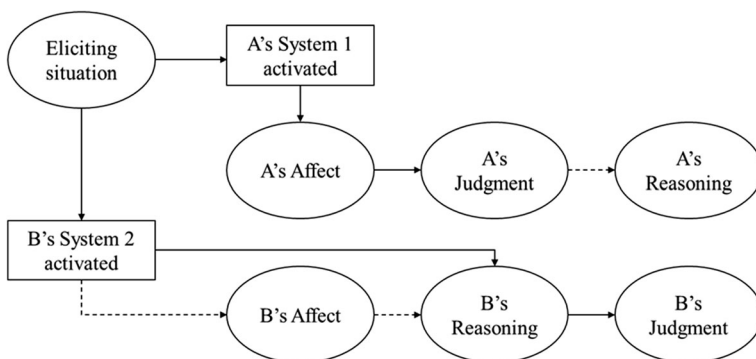 Eliciting
situation
A's System 1
activated
A's Affect
A's
Judgment
A's
Reasoning
B's System 2
activated
B's Affect
B's
Reasoning
B's
Judgment